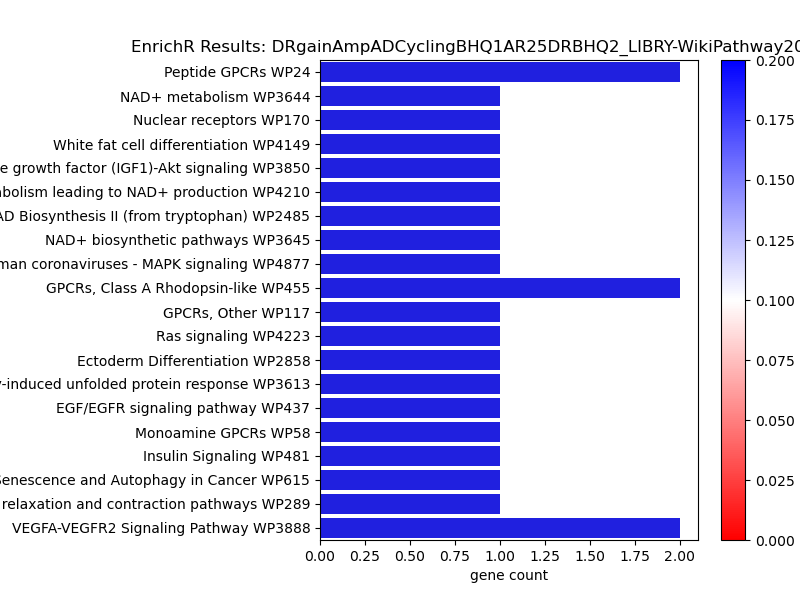 EnrichR Results: DRgainAmpADCyclingBHQ1AR25DRBHQ2_LIBRY-WikiPathway20
Peptide GPCRs WP24
NAD+ metabolism WP3644
Nuclear receptors WP170
White fat cell differentiation WP4149
e growth factor (IGF1)-Akt signaling WP3850
bolism leading to NAD+ production WP4210
AD Biosynthesis II (from tryptophan) WP2485
NAD+ biosynthetic pathways WP3645
man coronaviruses - MAPK signaling WP4877
GPCRs, Class A Rhodopsin-like WP455
GPCRs, Other WP117
Ras signaling WP4223
Ectoderm Differentiation WP2858
-induced unfolded protein response WP3613
EGF/EGFR signaling pathway WP437
Monoamine GPCRs WP58
Insulin Signaling WP481
Senescence and Autophagy in Cancer WP615
relaxation and contraction pathways WP289
VEGFA-VEGFR2 Signaling Pathway WP3888
0.00 0.25 0.50 0.75 1.00 1.25 1.50 1.75 2.00
gene count
0.200
0.175
0.150
0.125
0.100
0.075
0.050
0.025
0.000